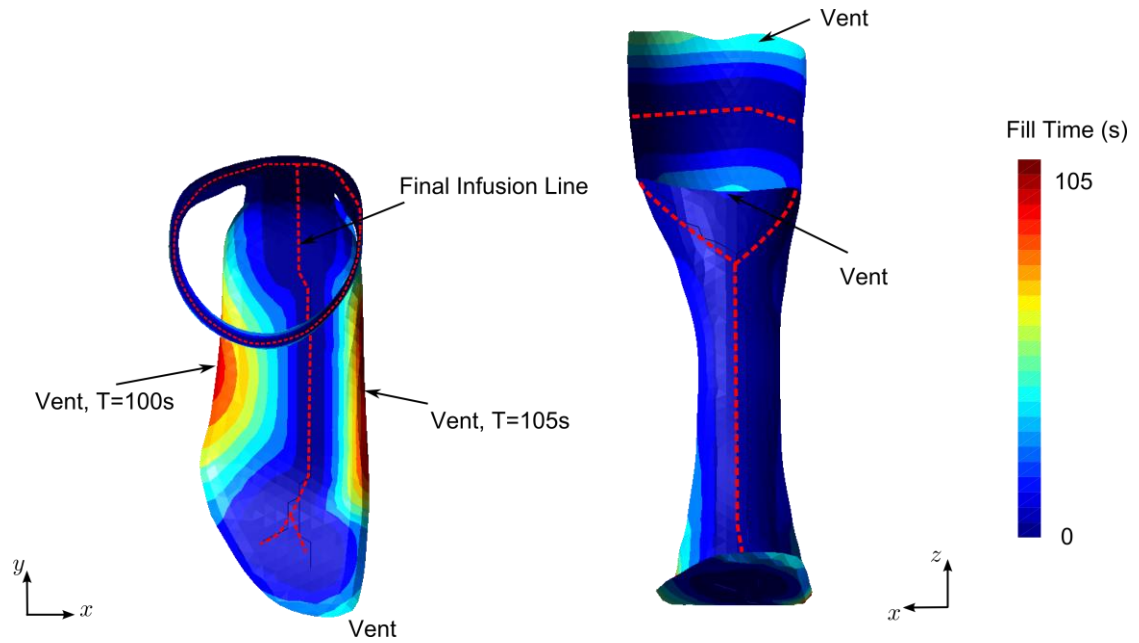 Vent
Fill Time (s)
105
Final Infusion Line
Vent
Vent, T=100s
Vent, T=105s
0
y
x
z
x
Vent